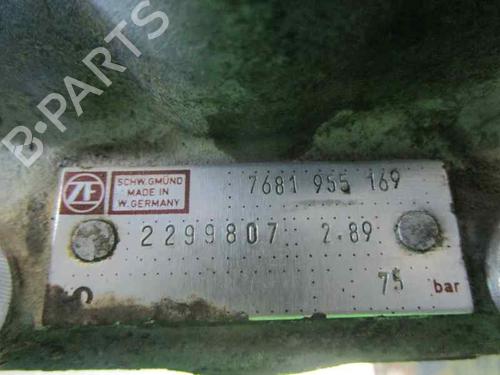 B-Parts
ZF
SCHW. GMÜND
MADE IN
W. GERMANY
7681 955 169
2299807 2.89
75 bar